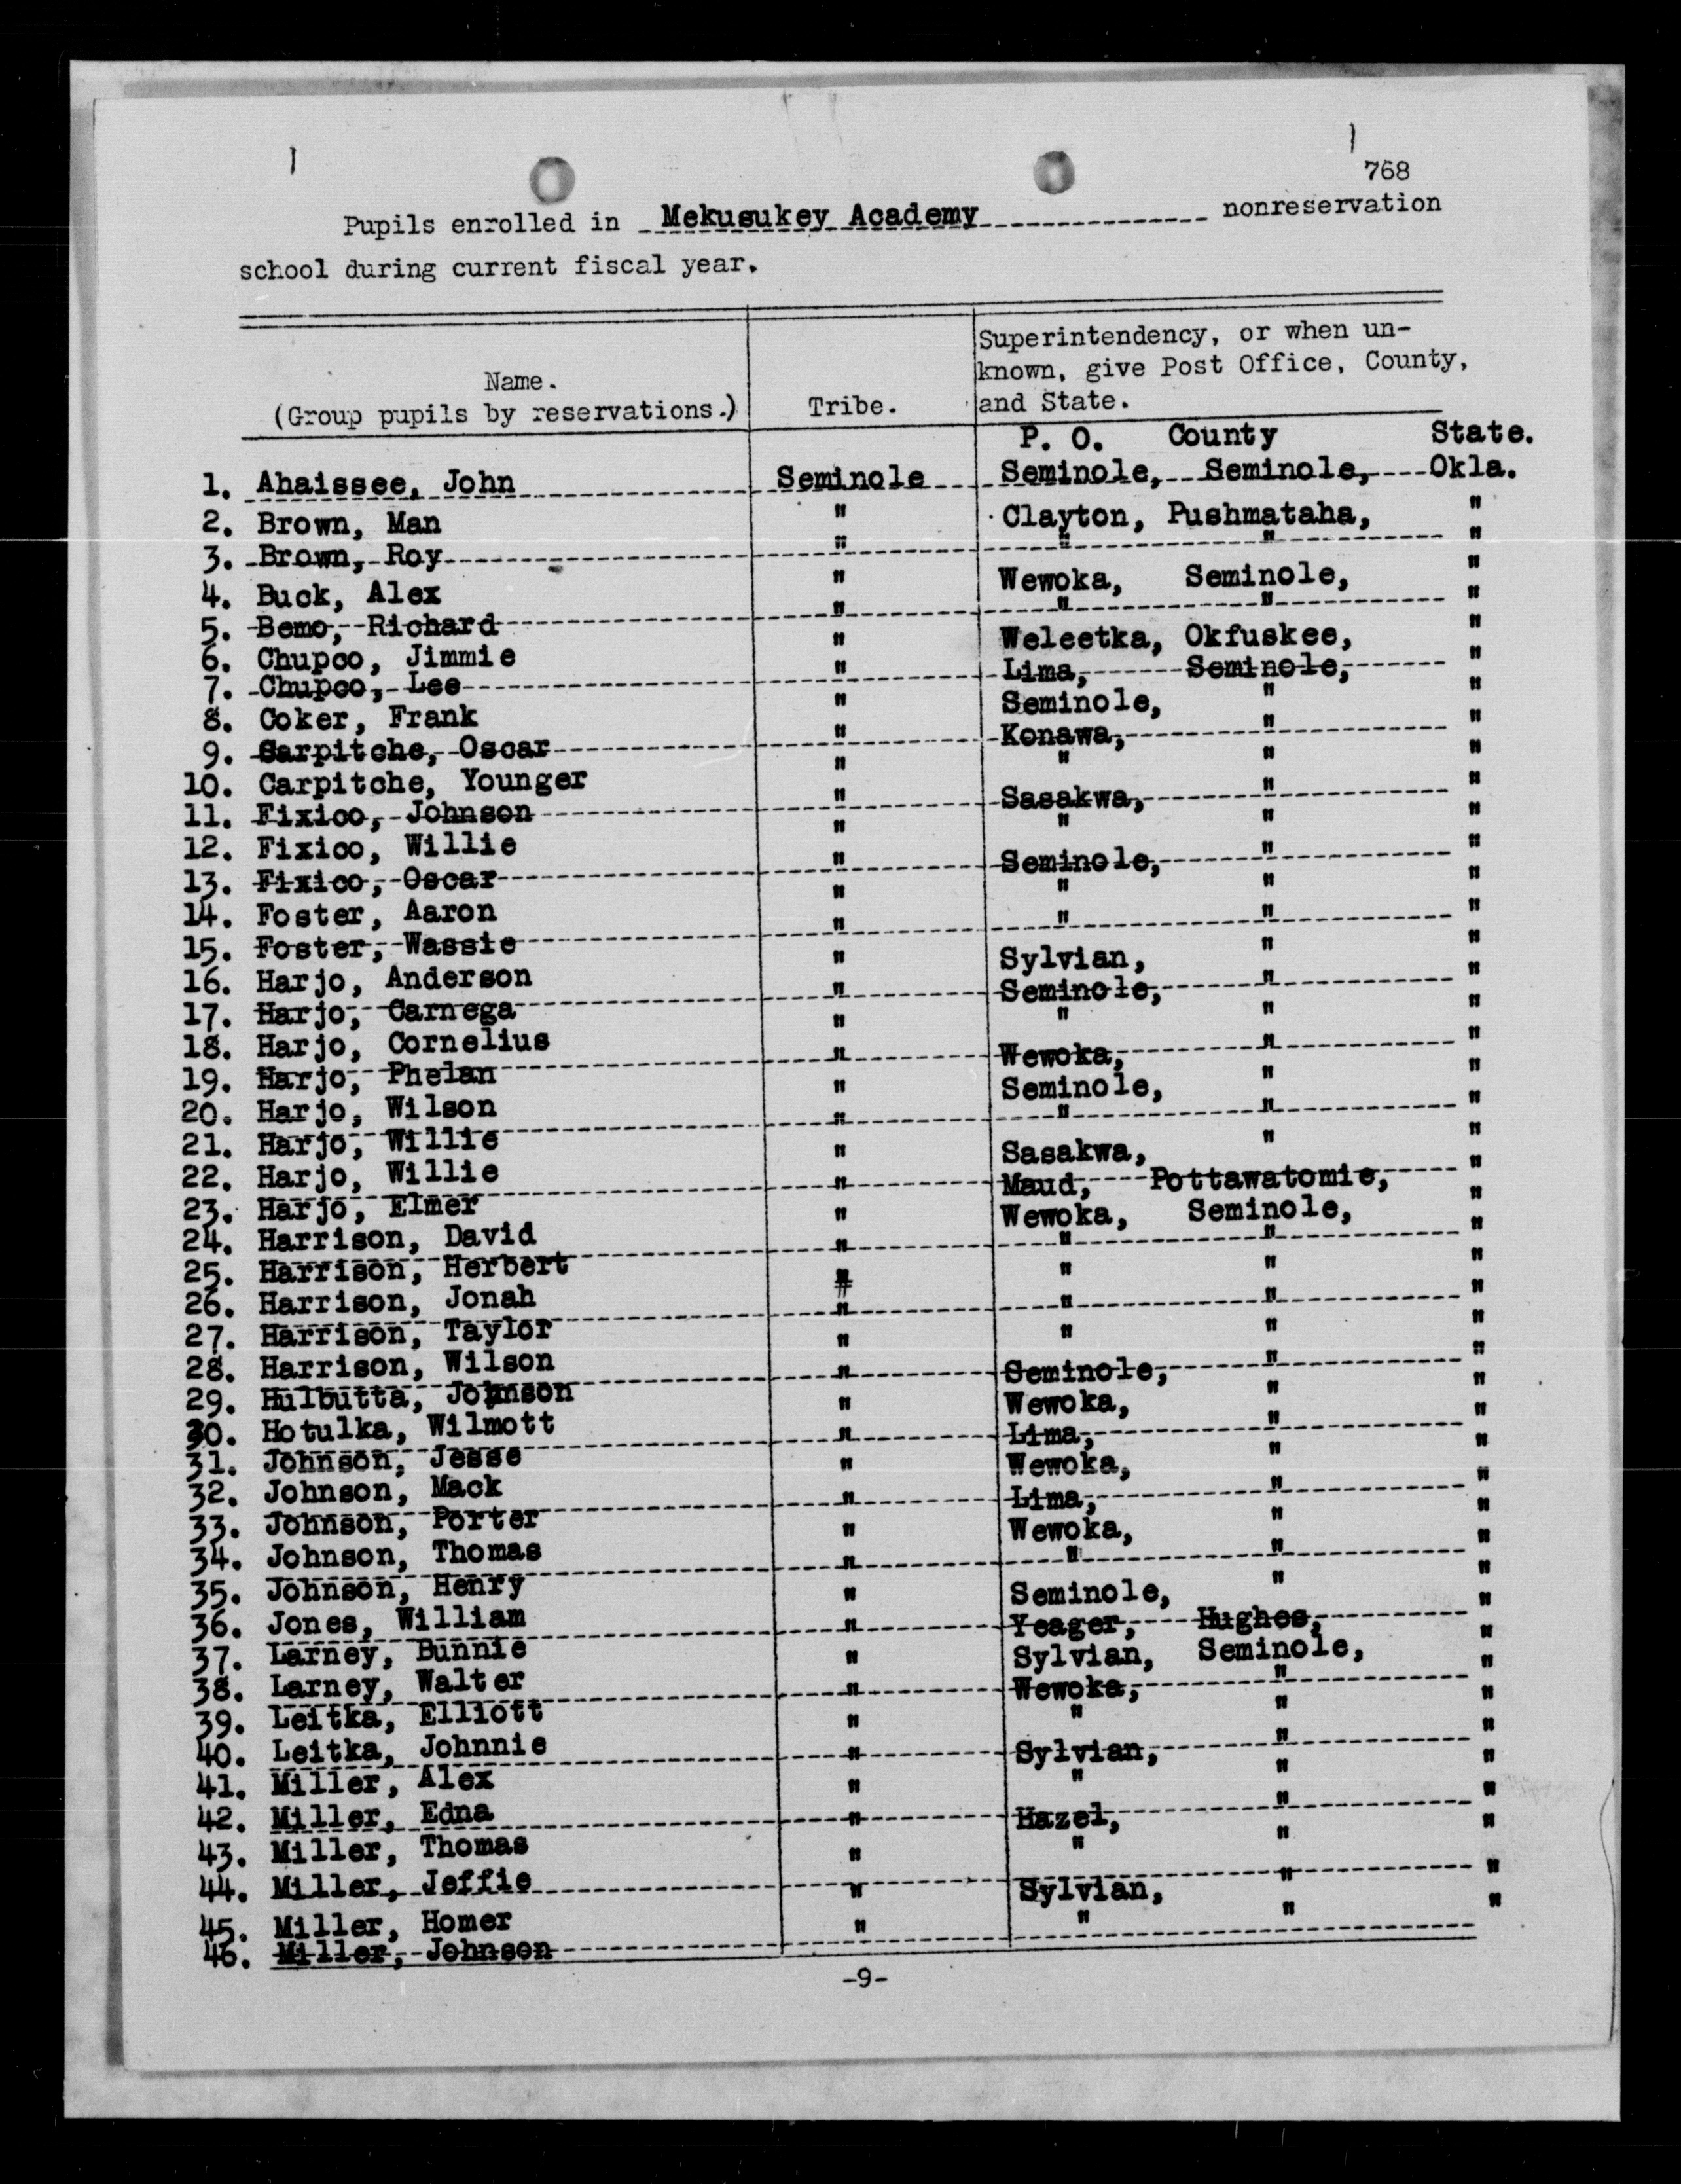 768
Pupils enrolled in Mekusukey Academy nonreservation
school during current fiscal year.
Superintendency, or when un-
known, give Post Office, County,
and State.
Name.
(Group pupils by reservations.) Tribe.
P. O. County State.
1. Ahaissee, John Seminole Seminole, Seminole, Okla.
2. Brown, Man " Clayton, Pushmataha, "
3. Brown, Roy " " " "
4. Buck, Alex " Wewoka, Seminole, "
5. Bemo, Richard " " " "
6. Chupco, Jimmie " Weleetka, Okfuskee, "
7. Chupco, Lee " Lima, Seminole, "
8. Coker, Frank " Seminole, " "
9. Carpitche, Oscar " Konawa, " "
10. Carpitche, Younger " " " "
11. Fixico, Johnson " Sasakwa, " "
12. Fixico, Willie " " " "
13. Fixico, Oscar " Seminole, " "
14. Foster, Aaron " " " "
15. Foster, Wassie " " " "
16. Harjo, Anderson " Sylvian, " "
17. Harjo, Carnega " Seminole, " "
18. Harjo, Cornelius " " " "
19. Harjo, Phelan " Wewoka, " "
20. Harjo, Wilson " Seminole, " "
21. Harjo, Willie " " " "
22. Harjo, Willie " Sasakwa, " "
23. Harjo, Elmer " Maud, Pottawatomie, "
24. Harrison, David " Wewoka, Seminole, "
25. Harrison, Herbert " " " "
26. Harrison, Jonah " " " "
27. Harrison, Taylor " " " "
28. Harrison, Wilson " " " "
29. Hulbutta, Johnson " Seminole, " "
30. Hotulka, Wilmott " Wewoka, " "
31. Johnson, Jesse " Lima, " "
32. Johnson, Mack " Wewoka, " "
33. Johnson, Porter " Lima, " "
34. Johnson, Thomas " Wewoka, " "
35. Johnson, Henry " " " "
36. Jones, William " Seminole, " "
37. Larney, Bunnie " Yeager, Hughes, "
38. Larney, Walter " Sylvian, Seminole, "
39. Leitka, Elliott " Wewoka, " "
40. Leitka, Johnnie " " " "
41. Miller, Alex " Sylvian, " "
42. Miller, Edna " " " "
43. Miller, Thomas " Hazel, " "
44. Miller, Jeffie " " " "
45. Miller, Homer " Sylvian, " "
46. Miller, Johnson " " " "
-9-